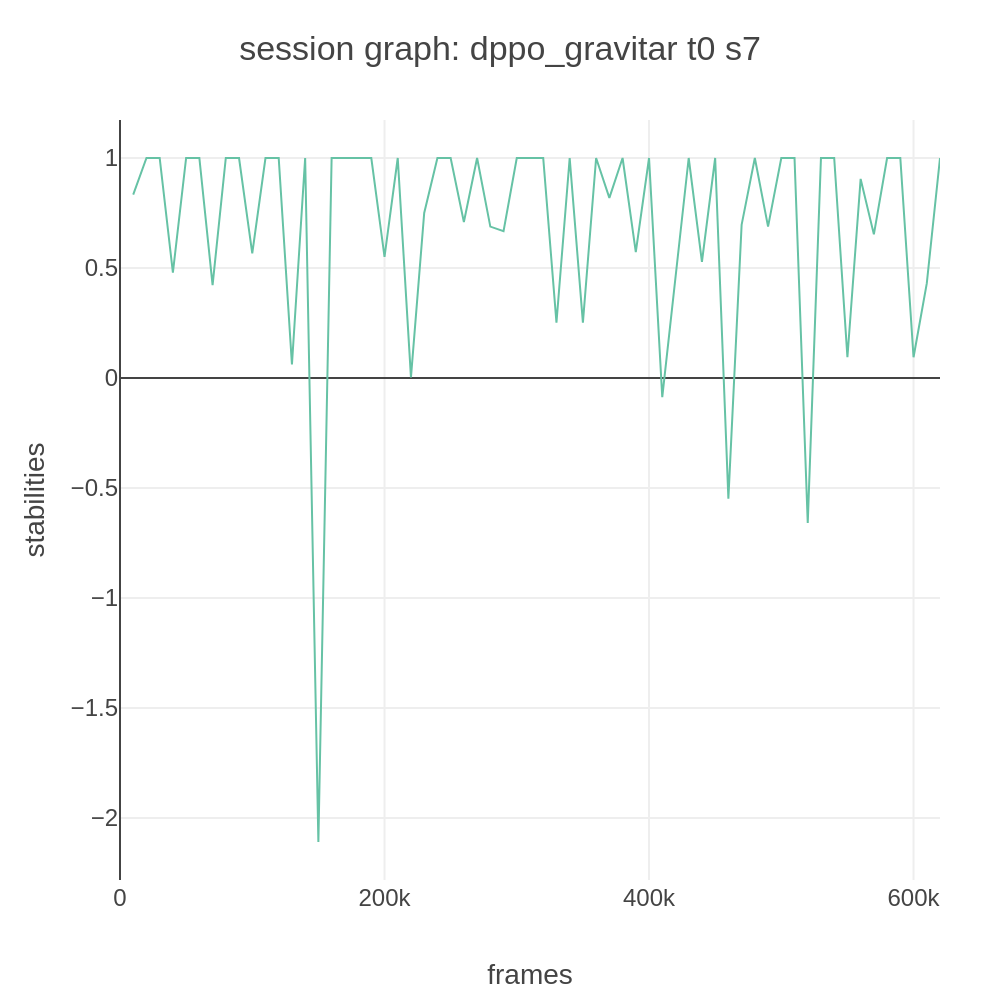 session graph: dppo_gravitar t0 s7
1
0.5
0
−0.5
−1
−1.5
−2
stabilities
0
200k
400k
600k
frames